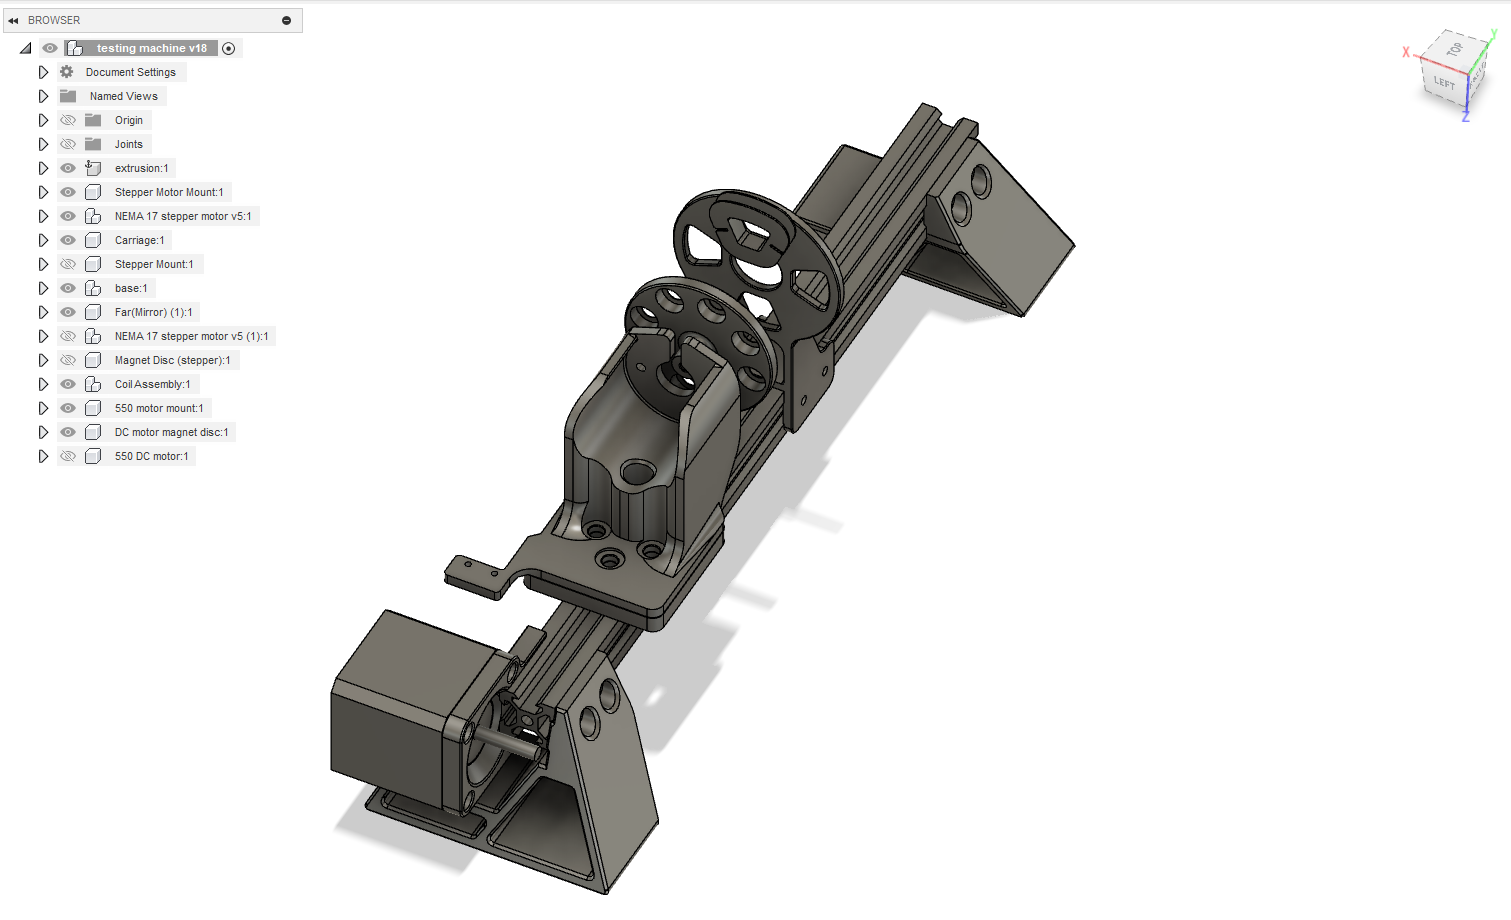 BROWSER
testing machine v18
Document Settings
Named Views
Origin
Joints
extrusion:1
Stepper Motor Mount:1
NEMA 17 stepper motor v5:1
Carriage:1
Stepper Mount:1
base:1
Far(Mirror) (1):1
NEMA 17 stepper motor v5 (1):1
Magnet Disc (stepper):1
Coil Assembly:1
550 motor mount:1
DC motor magnet disc:1
550 DC motor:1
X
Y
TOP
LEFT
Z